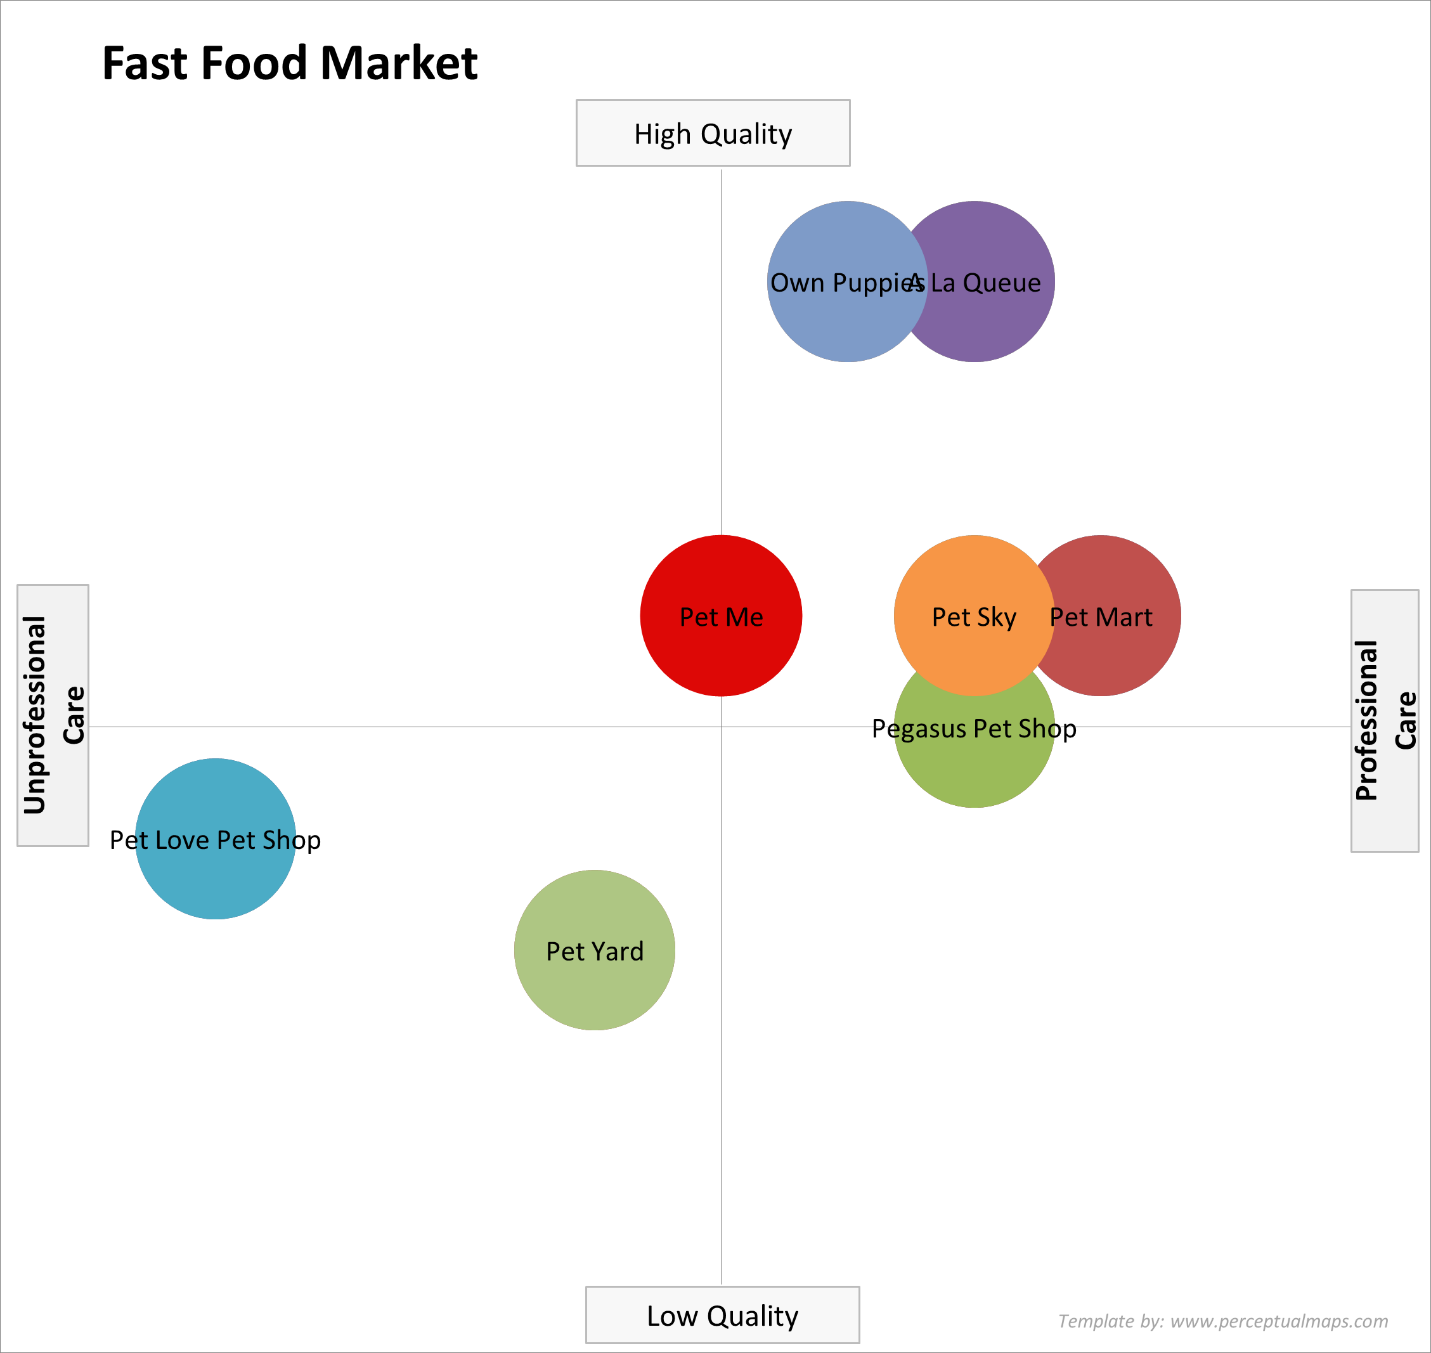 Fast Food Market
High Quality
Own Puppies
A La Queue
Pet Me
Pet Sky
Pet Mart
Unprofessional
Care
Professional
Care
Pegasus Pet Shop
Pet Love Pet Shop
Pet Yard
Low Quality
Template by: www.perceptualmaps.com